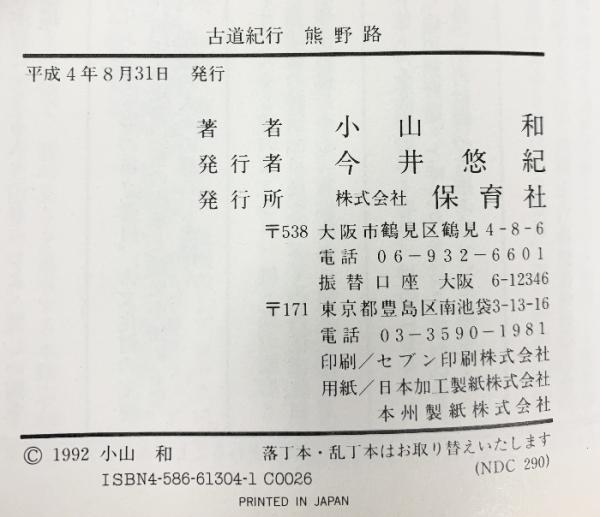 古道紀行 熊野路
平成4年8月31日 発行
著者 小山 和
発行者 今井悠紀
発行所 株式会社 保育社
〒538 大阪市鶴見区鶴見4-8-6
電話 06-932-6601
振替口座 大阪 6-12346
〒171 東京都豊島区南池袋3-13-16
電話 03-3590-1981
印刷/セブン印刷株式会社
用紙/日本加工製紙株式会社
本州製紙株式会社
© 1992 小山 和 落丁本・乱丁本はお取り替えいたします
ISBN4-586-61304-1 C0026 (NDC 290)
PRINTED IN JAPAN